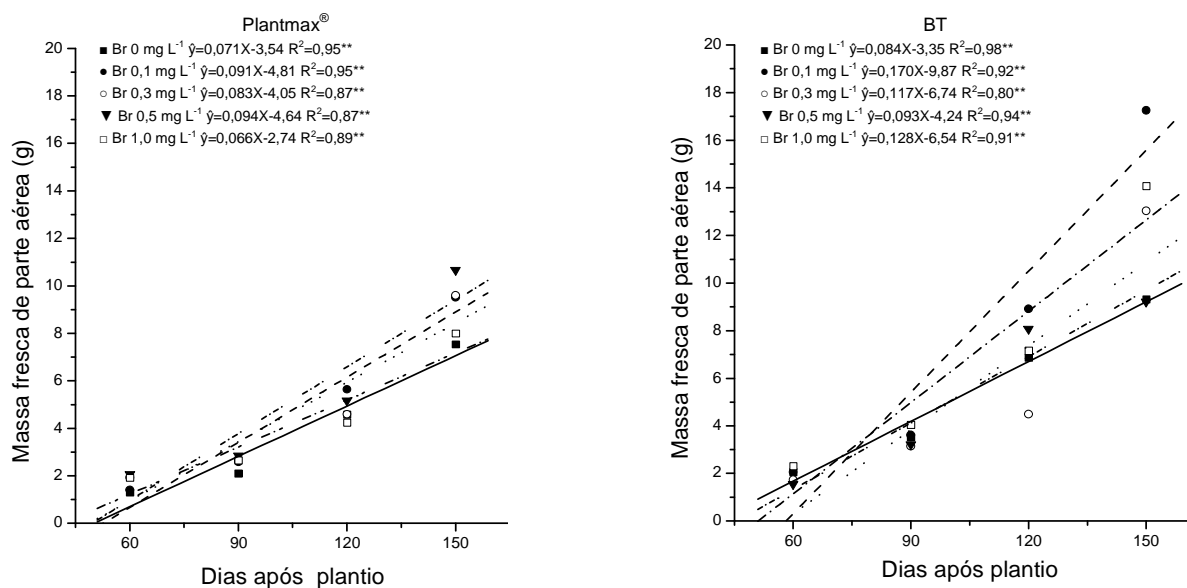 Plantmax®
Br 0 mg L⁻¹ ŷ=0,071X-3,54 R²=0,95**
Br 0,1 mg L⁻¹ ŷ=0,091X-4,81 R²=0,95**
Br 0,3 mg L⁻¹ ŷ=0,083X-4,05 R²=0,87**
Br 0,5 mg L⁻¹ ŷ=0,094X-4,64 R²=0,87**
Br 1,0 mg L⁻¹ ŷ=0,066X-2,74 R²=0,89**
Massa fresca de parte aérea (g)
20
18
16
14
12
10
8
6
4
2
0
60 90 120 150
Dias após plantio
BT
Br 0 mg L⁻¹ ŷ=0,084X-3,35 R²=0,98**
Br 0,1 mg L⁻¹ ŷ=0,170X-9,87 R²=0,92**
Br 0,3 mg L⁻¹ ŷ=0,117X-6,74 R²=0,80**
Br 0,5 mg L⁻¹ ŷ=0,093X-4,24 R²=0,94**
Br 1,0 mg L⁻¹ ŷ=0,128X-6,54 R²=0,91**
Massa fresca de parte aérea (g)
20
18
16
14
12
10
8
6
4
2
0
60 90 120 150
Dias após plantio